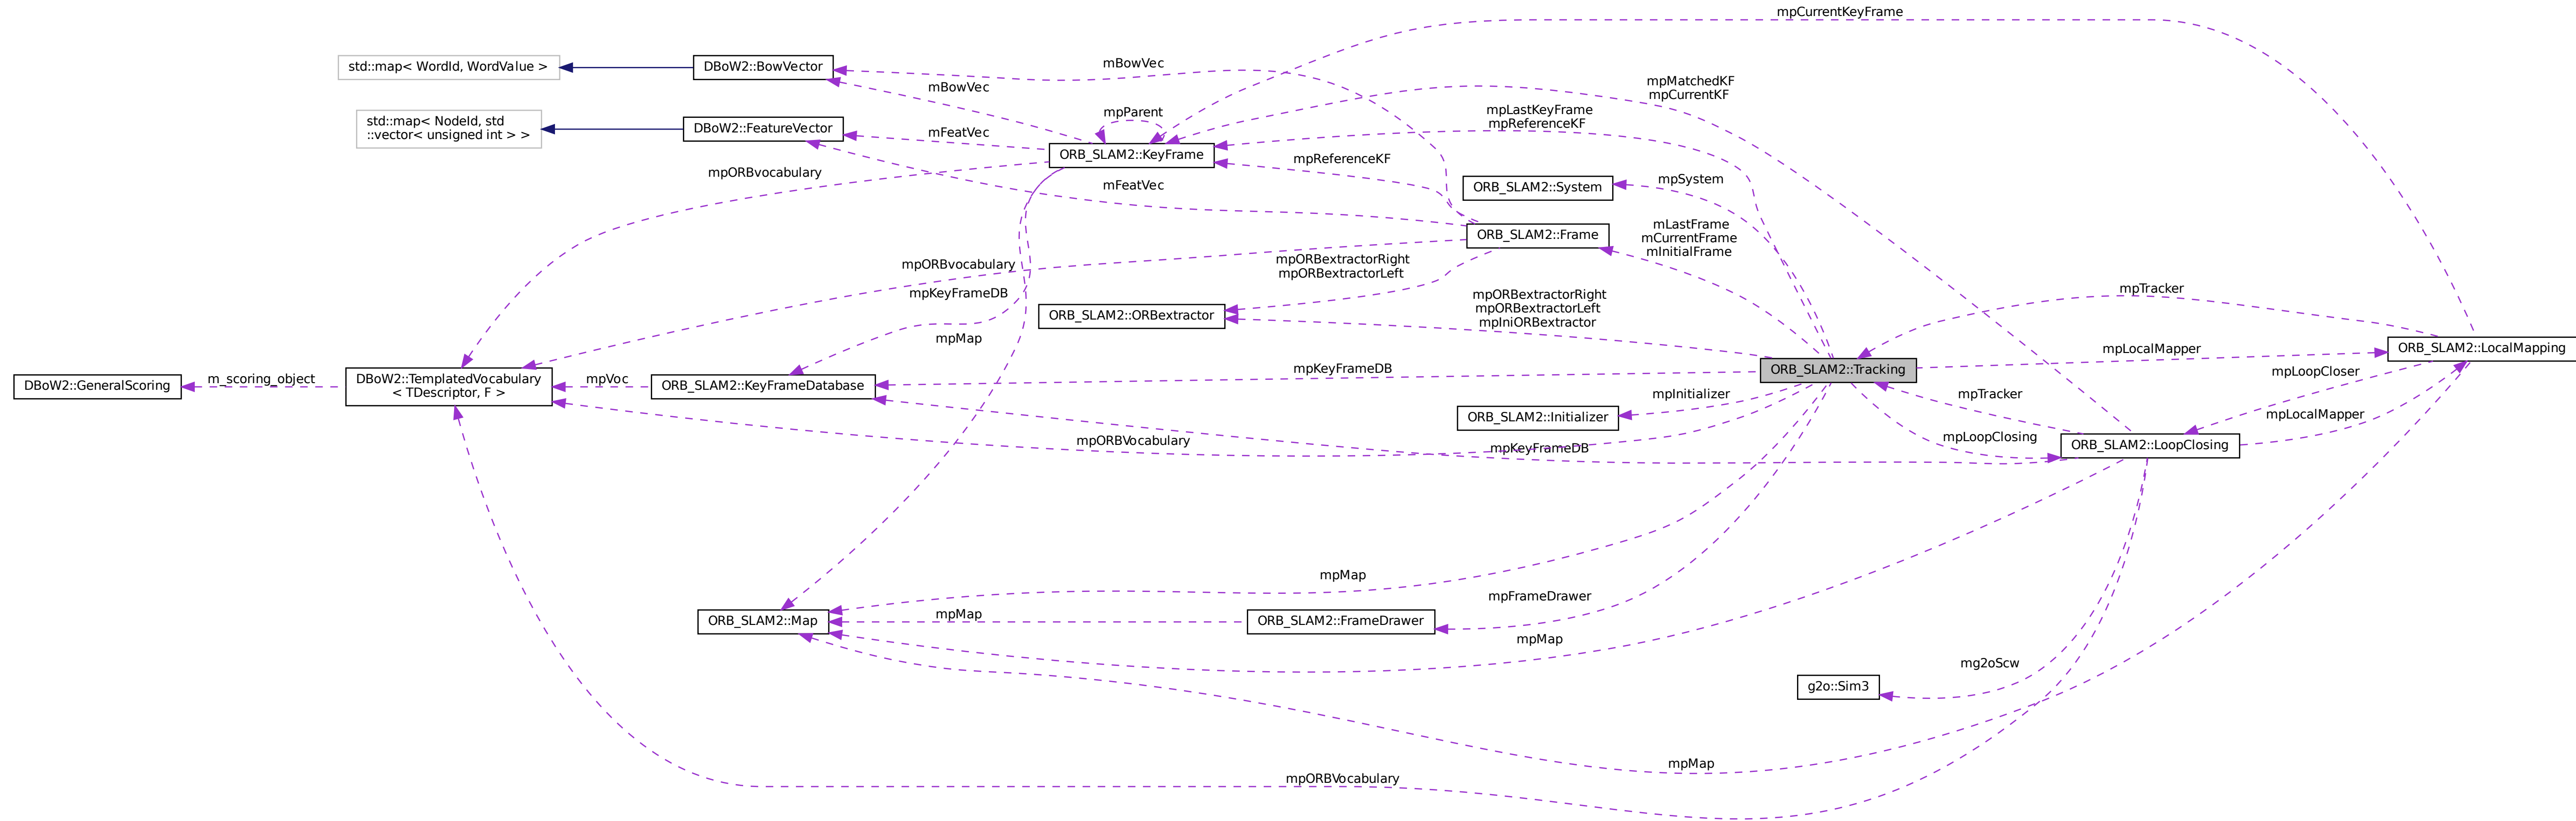 mpCurrentKeyFrame
std::map< WordId, WordValue >
DBoW2::BowVector
mBowVec
mBowVec
mpMatchedKF
mpCurrentKF
std::map< NodeId, std
::vector< unsigned int > >
DBoW2::FeatureVector
mFeatVec
mpParent
ORB_SLAM2::KeyFrame
mpLastKeyFrame
mpReferenceKF
mpReferenceKF
mpORBvocabulary
mFeatVec
ORB_SLAM2::System
mpSystem
ORB_SLAM2::Frame
mLastFrame
mCurrentFrame
mInitialFrame
mpORBvocabulary
mpORBextractorRight
mpORBextractorLeft
mpKeyFrameDB
ORB_SLAM2::ORBextractor
mpORBextractorRight
mpORBextractorLeft
mpIniORBextractor
mpTracker
mpMap
ORB_SLAM2::LocalMapping
mpLocalMapper
ORB_SLAM2::Tracking
mpKeyFrameDB
mpLoopCloser
DBoW2::GeneralScoring
m_scoring_object
DBoW2::TemplatedVocabulary
< TDescriptor, F >
mpVoc
ORB_SLAM2::KeyFrameDatabase
mpInitializer
ORB_SLAM2::Initializer
mpTracker
mpLocalMapper
mpORBVocabulary
mpKeyFrameDB
mpLoopClosing
ORB_SLAM2::LoopClosing
mpMap
mpFrameDrawer
ORB_SLAM2::Map
mpMap
ORB_SLAM2::FrameDrawer
mpMap
mg2oScw
g2o::Sim3
mpMap
mpORBVocabulary